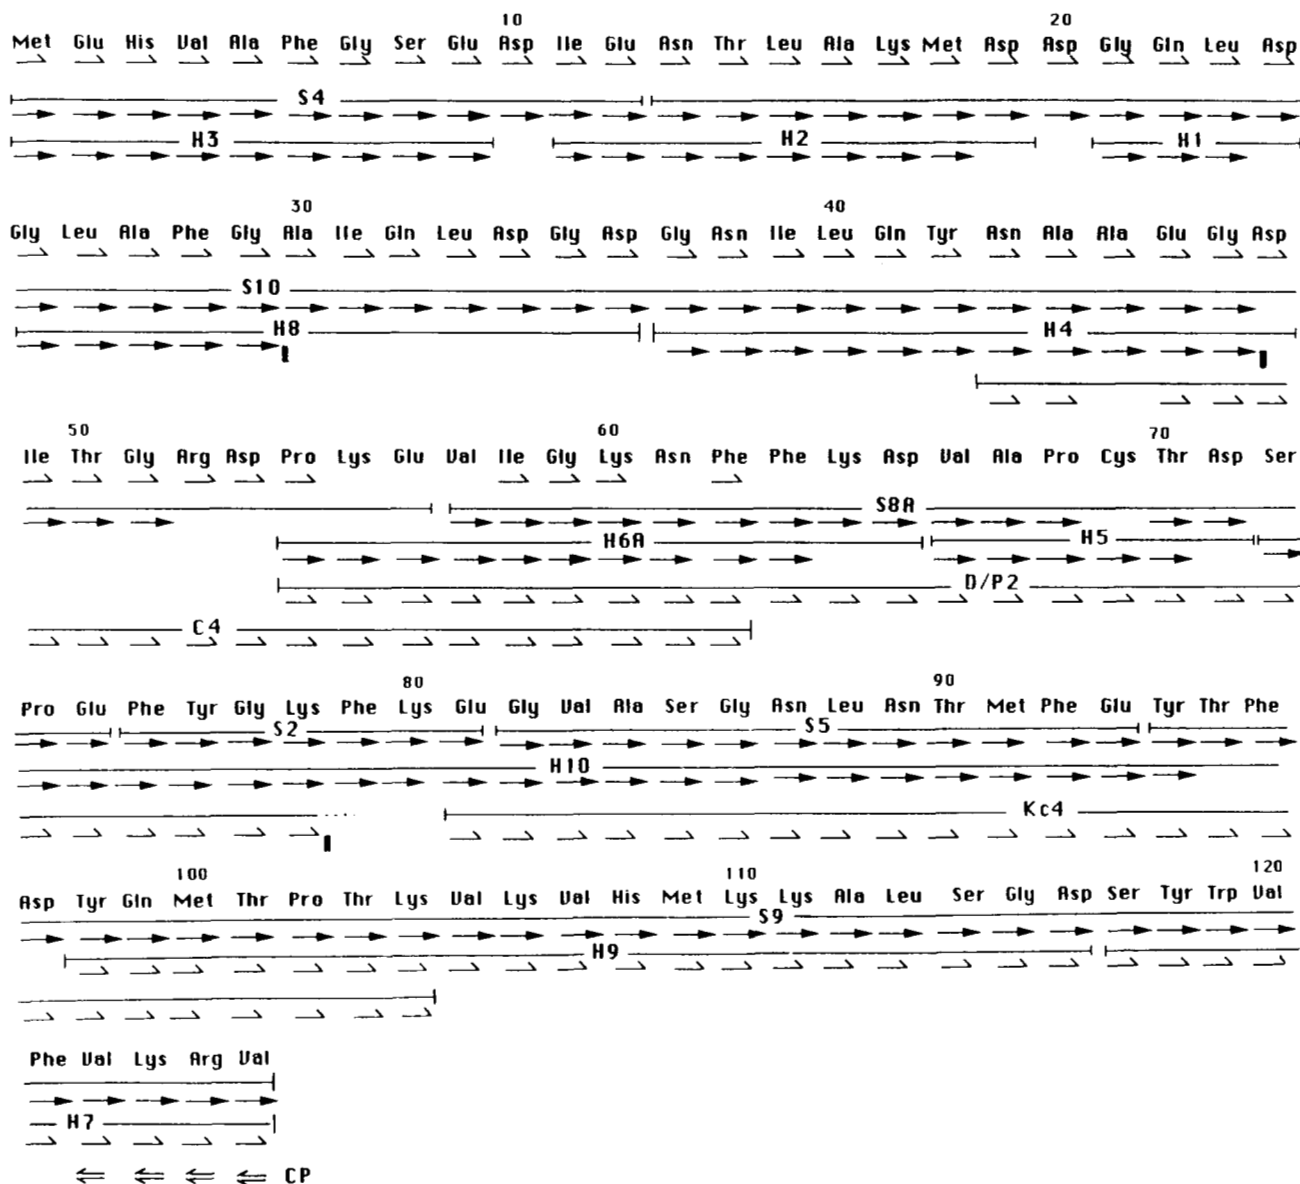 10 20
Met Glu His Val Ala Phe Gly Ser Glu Asp Ile Glu Asn Thr Leu Ala Lys Met Asp Asp Gly Gln Leu Asp
S4
H3 H2 H1
30 40
Gly Leu Ala Phe Gly Ala Ile Gln Leu Asp Gly Asp Gly Asn Ile Leu Gln Tyr Asn Ala Ala Glu Gly Asp
S10
H8 H4
50 60 70
Ile Thr Gly Arg Asp Pro Lys Glu Val Ile Gly Lys Asn Phe Phe Lys Asp Val Ala Pro Cys Thr Asp Ser
S8A
H6A H5
D/P2
C4
80 90
Pro Glu Phe Tyr Gly Lys Phe Lys Glu Gly Val Ala Ser Gly Asn Leu Asn Thr Met Phe Glu Tyr Thr Phe
S2 S5
H10
Kc4
100 110 120
Asp Tyr Gln Met Thr Pro Thr Lys Val Lys Val His Met Lys Lys Ala Leu Ser Gly Asp Ser Tyr Trp Val
S9
H9
Phe Val Lys Arg Val
H7
CP